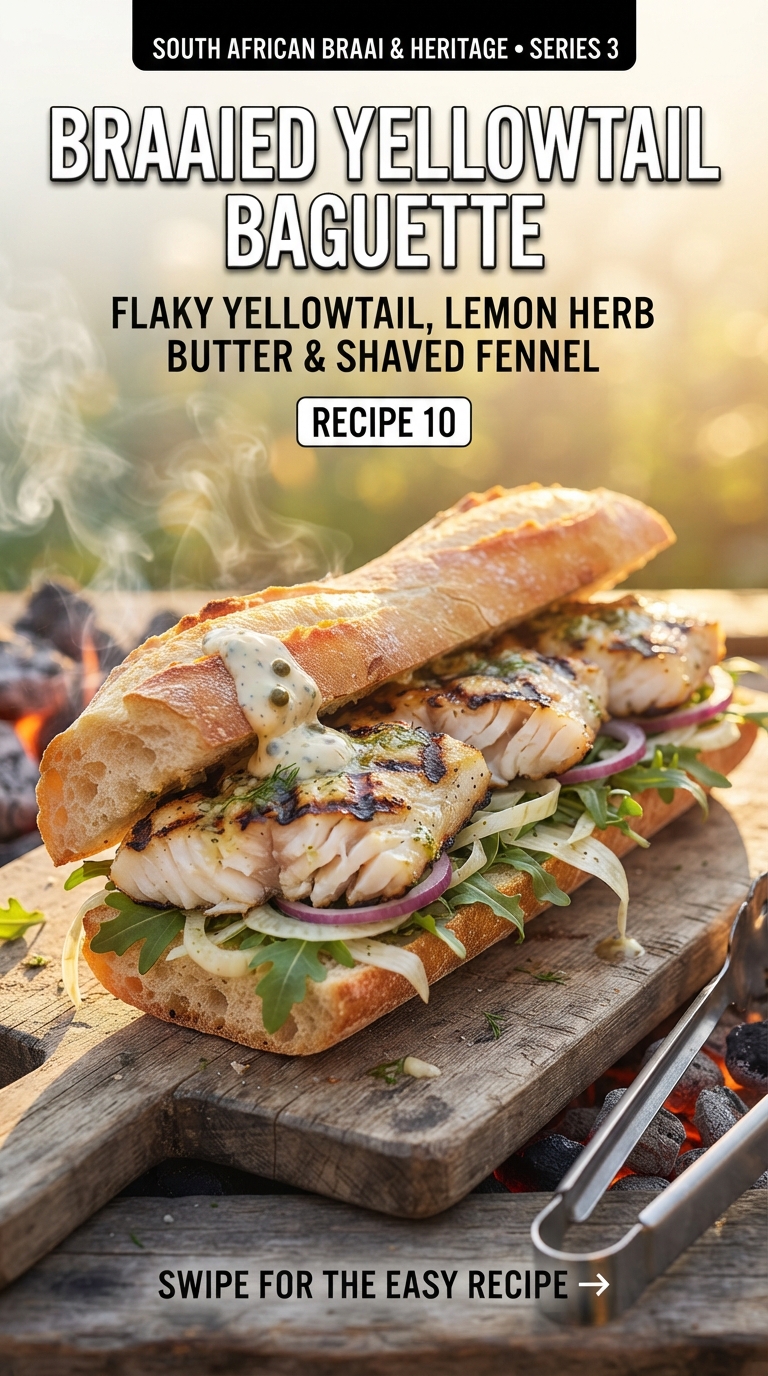 SOUTH AFRICAN BRAAI & HERITAGE • SERIES 3
BRAAIED YELLOWTAIL
BAGUETTE
FLAKY YELLOWTAIL, LEMON HERB
BUTTER & SHAVED FENNEL
RECIPE 10
SWIPE FOR THE EASY RECIPE →